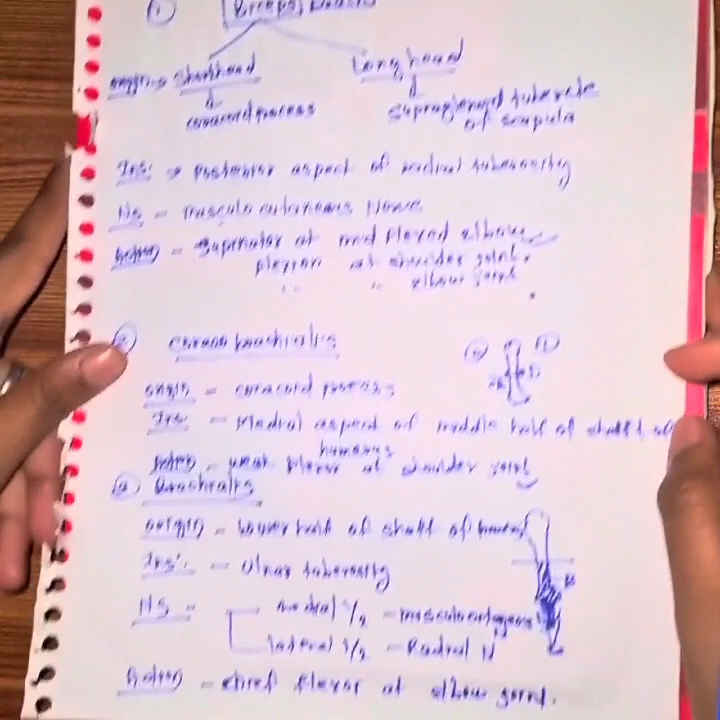 ① Biceps Brachii
origin → Short head Long head
coracoid process supraglenoid tubercle
of scapula
Ins: → Posterior aspect of radial tuberosity
Ns – musculocutaneous Nerve
Action – Supinator at mid flexed elbow
flexion at shoulder joint.
" " elbow joint.
② Coracobrachialis
origin – coracoid process
Ins: – Medial aspect of middle half of shaft of
humerus
Action – weak flexor at shoulder joint
Brachialis
origin – lower half of shaft of humerus
Ins: – Ulnar tuberosity
NS – medial 1/2 – musculocutaneous
lateral 1/2 – Radial N
Action – chief flexor at elbow joint.